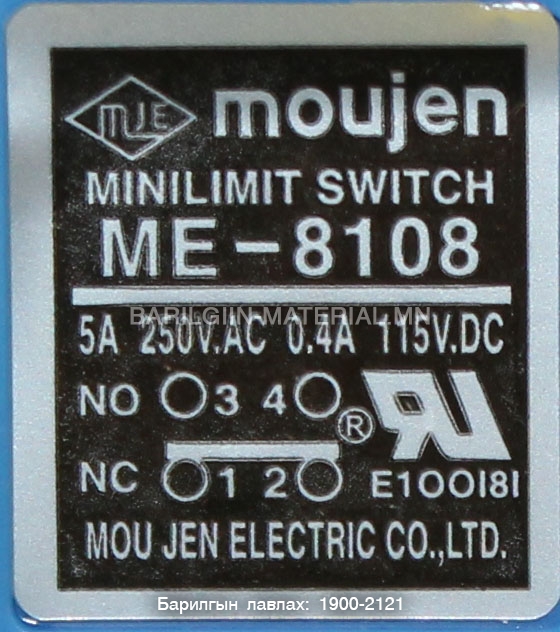 MJE moujen
MINILIMIT SWITCH
ME-8108
BARILGIIN-MATERIAL.MN
5A 250V.AC 0.4A 115V.DC
NO 3 4
®
NC 1 2 E100181
MOU JEN ELECTRIC CO.,LTD.
Барилгын лавлах: 1900-2121